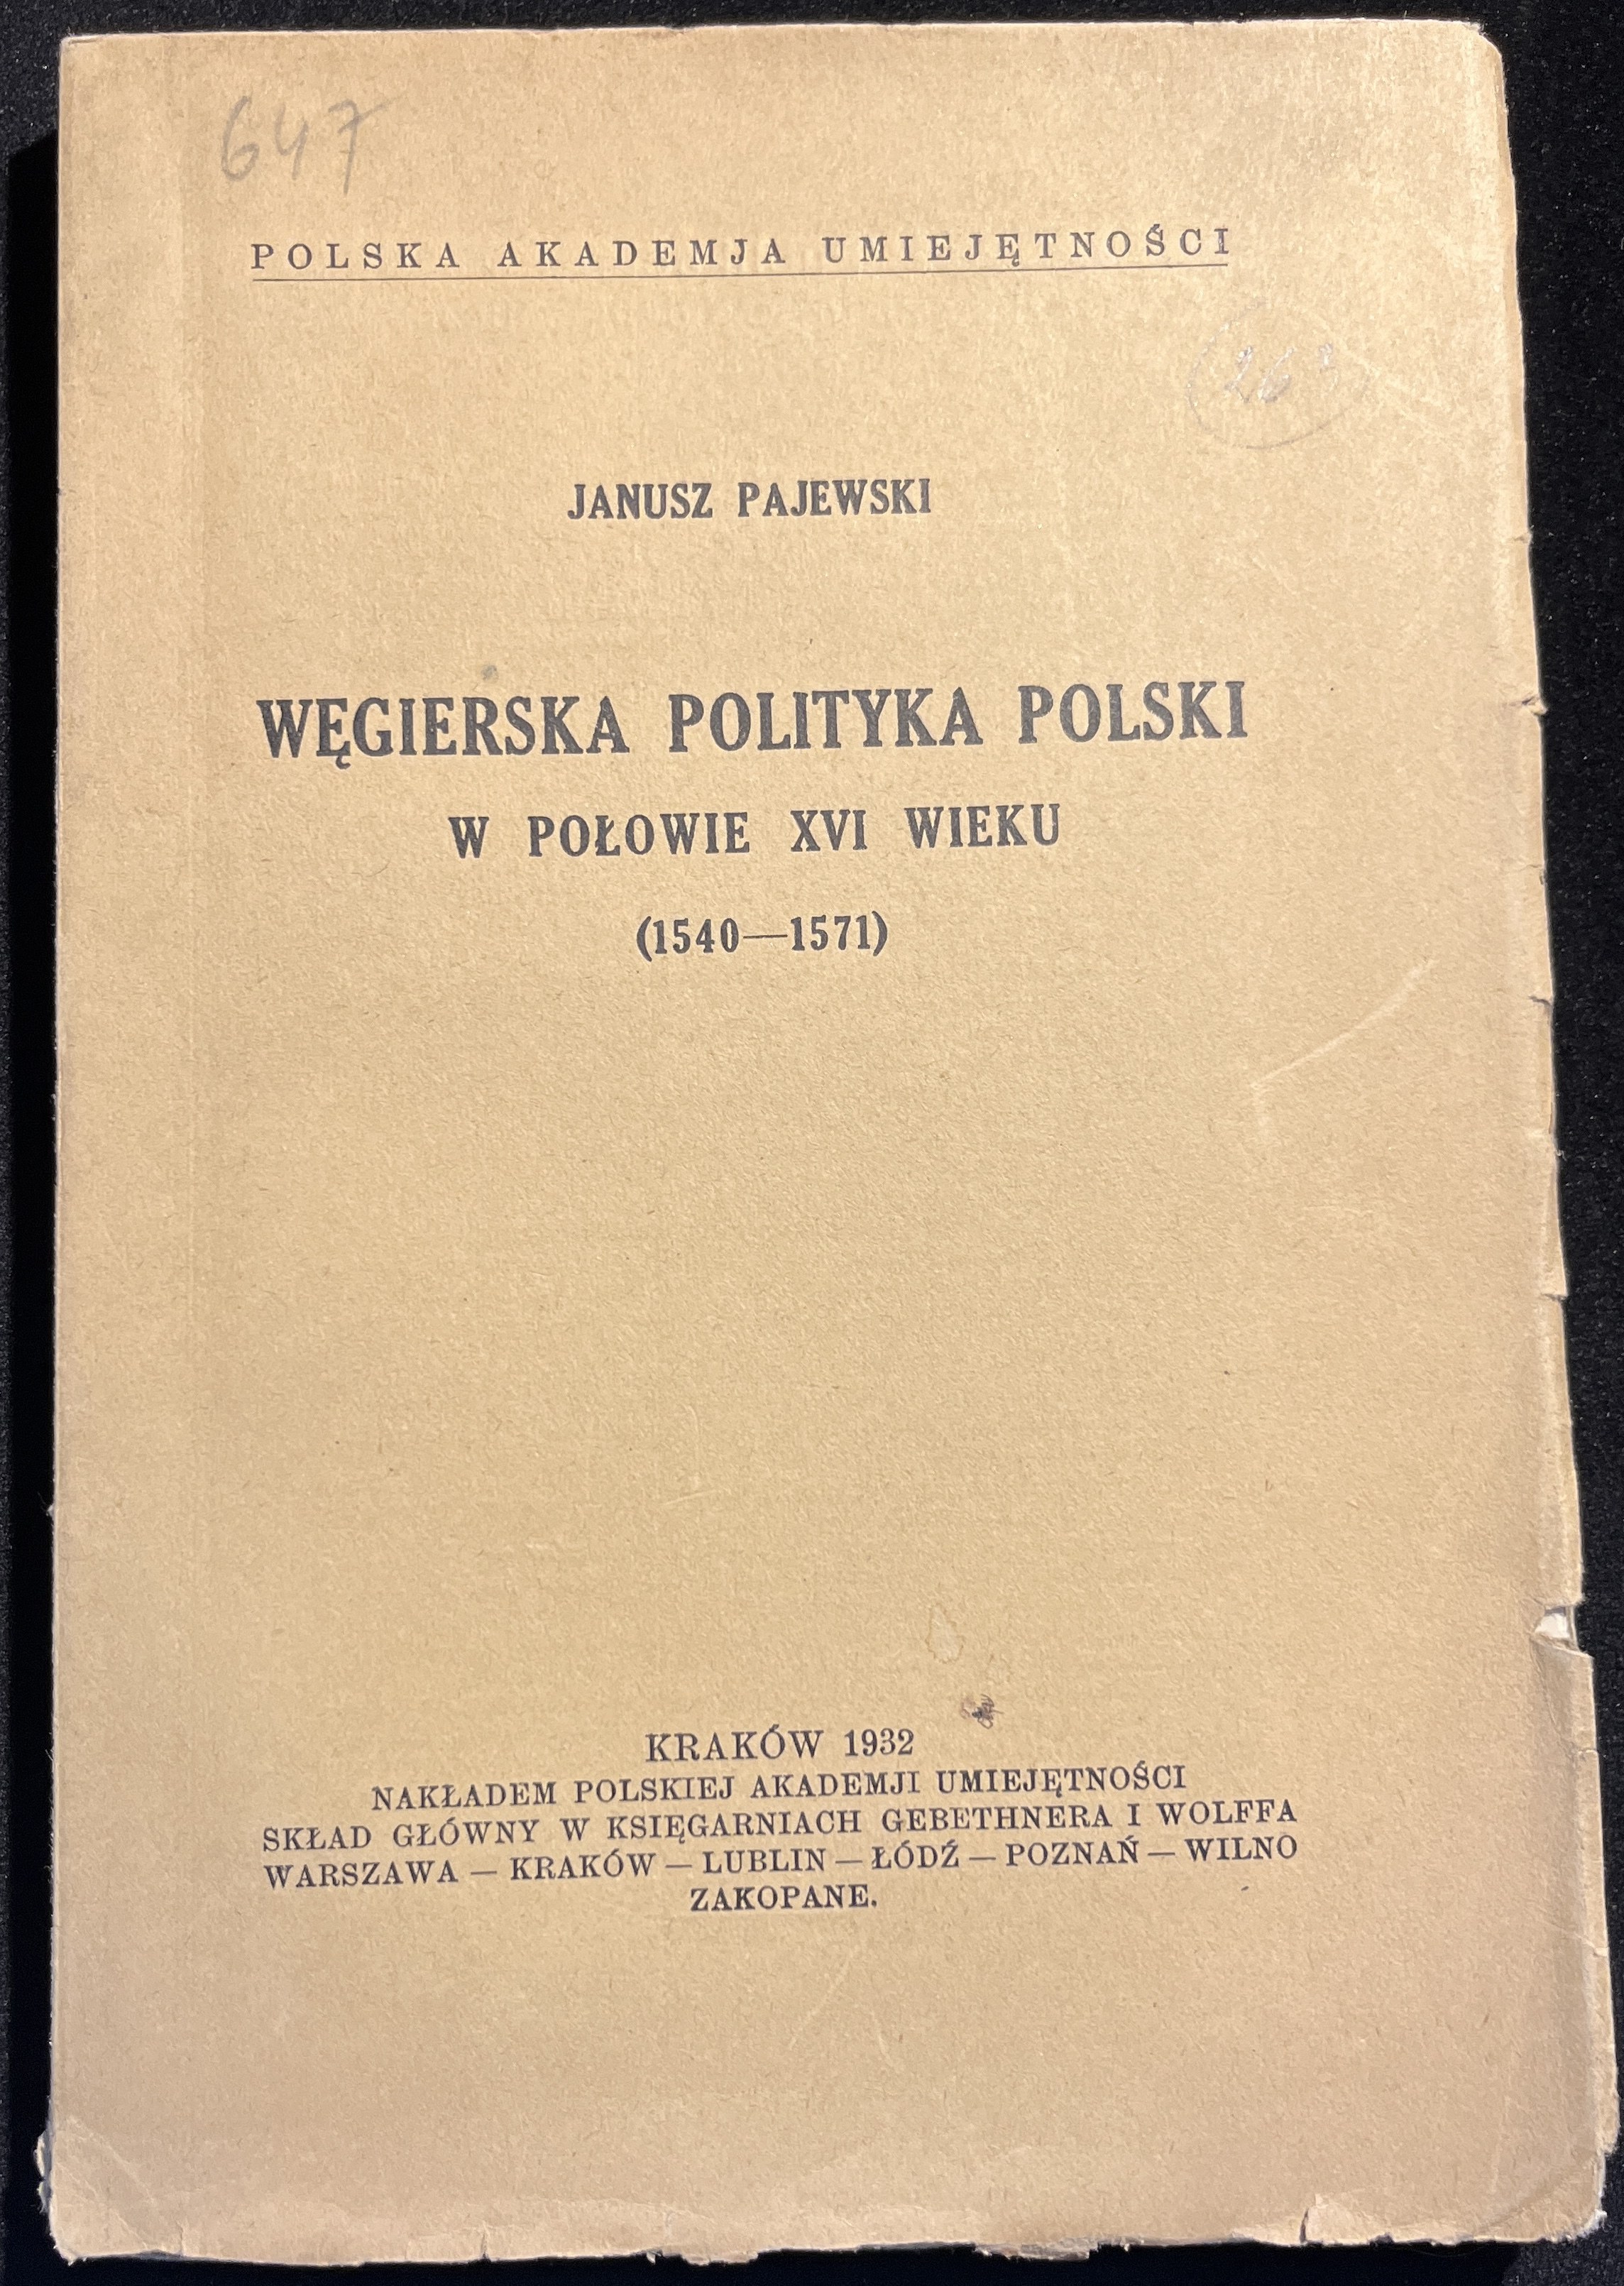 647
POLSKA AKADEMJA UMIEJĘTNOŚCI
JANUSZ PAJEWSKI
WĘGIERSKA POLITYKA POLSKI
W POŁOWIE XVI WIEKU
(1540—1571)
KRAKÓW 1932
NAKŁADEM POLSKIEJ AKADEMJI UMIEJĘTNOŚCI
SKŁAD GŁÓWNY W KSIĘGARNIACH GEBETHNERA I WOLFFA
WARSZAWA — KRAKÓW — LUBLIN — ŁÓDŹ — POZNAŃ — WILNO
ZAKOPANE.